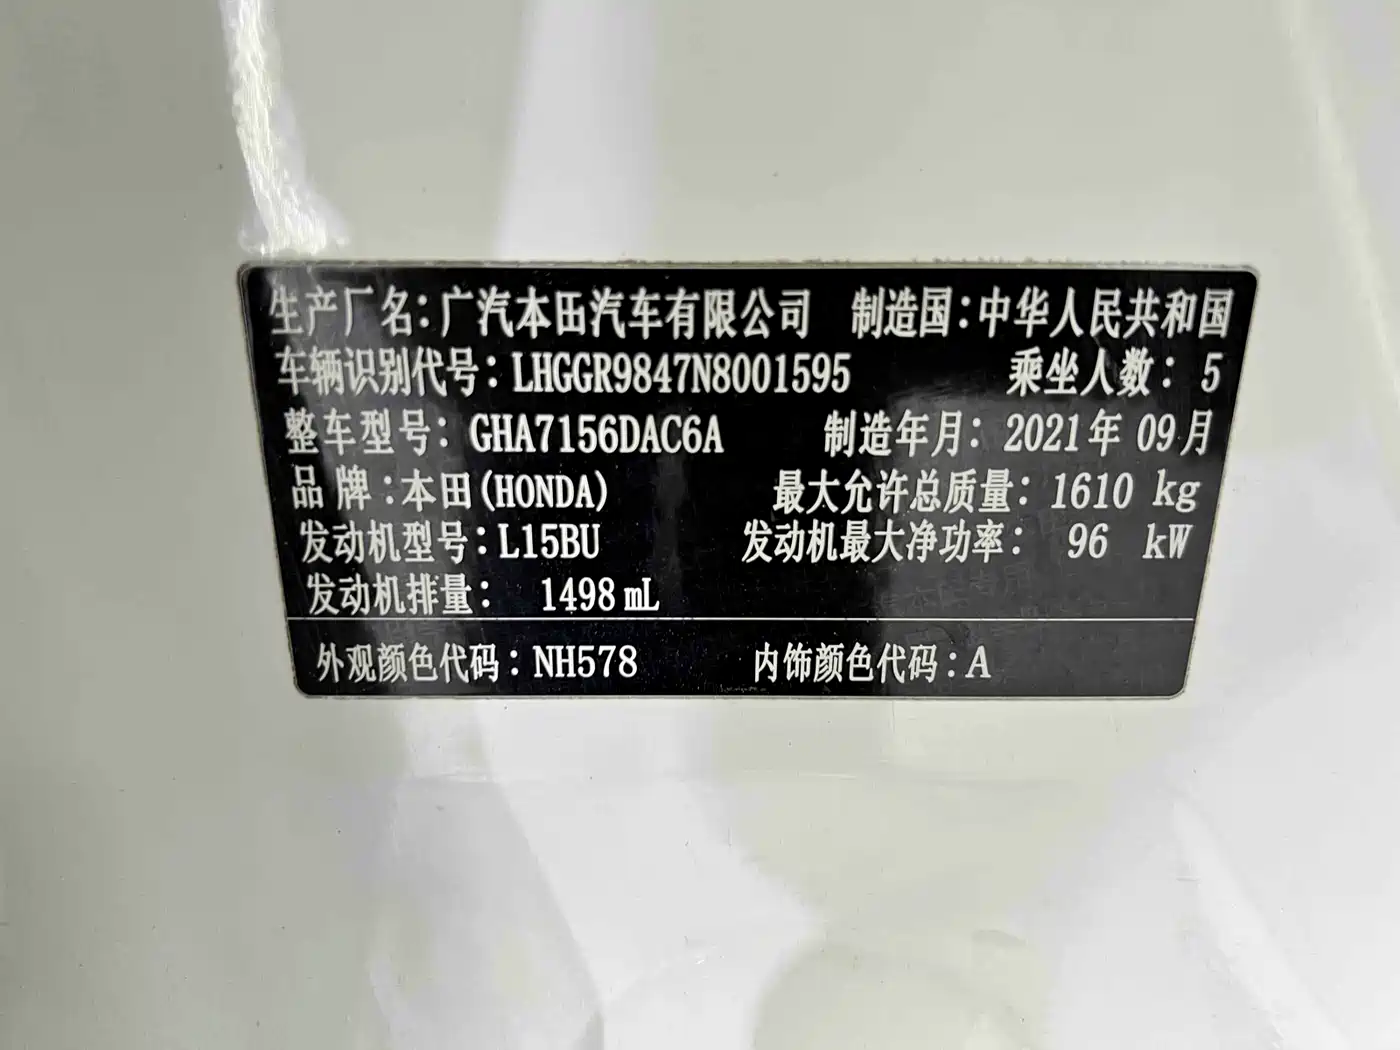 生产厂名:广汽本田汽车有限公司 制造国:中华人民共和国
车辆识别代号:LHGGR9847N8001595 乘坐人数: 5
整车型号: GHA7156DAC6A 制造年月: 2021年 09月
品牌:本田(HONDA) 最大允许总质量: 1610 kg
发动机型号:L15BU 发动机最大净功率: 96 kW
发动机排量: 1498 mL
外观颜色代码:NH578 内饰颜色代码:A